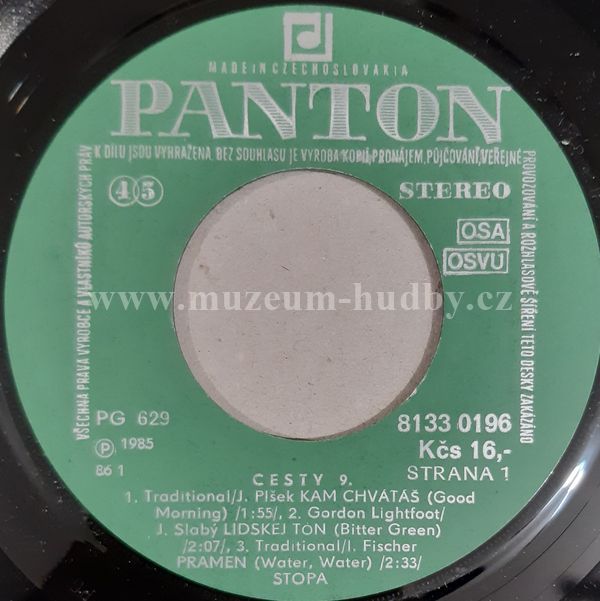 MADE IN CZECHOSLOVAKIA
PANTON
VŠECHNA PRÁVA VÝROBCE A VLASTNÍKŮ AUTORSKÝCH PRÁV
K DÍLU JSOU VYHRAZENA. BEZ SOUHLASU JE VÝROBA KOPIÍ, PRONÁJEM, PŮJČOVÁNÍ, VEŘEJNÉ
PROVOZOVÁNÍ A ROZHLASOVÉ ŠÍŘENÍ TÉTO DESKY ZAKÁZÁNO
45
STEREO
OSA
OSVU
www.muzeum-hudby.cz
PG 629
8133 0196
Ⓟ 1985
Kčs 16,-
86 1
STRANA 1
CESTY 9.
1. Traditional/J. Plšek KAM CHVÁTÁŠ (Good
Morning) /1:55/, 2. Gordon Lightfoot/
J. Slabý LIDSKEJ TÓN (Bitter Green)
/2:07/, 3. Traditional/I. Fischer
PRAMEN (Water, Water) /2:33/
STOPA